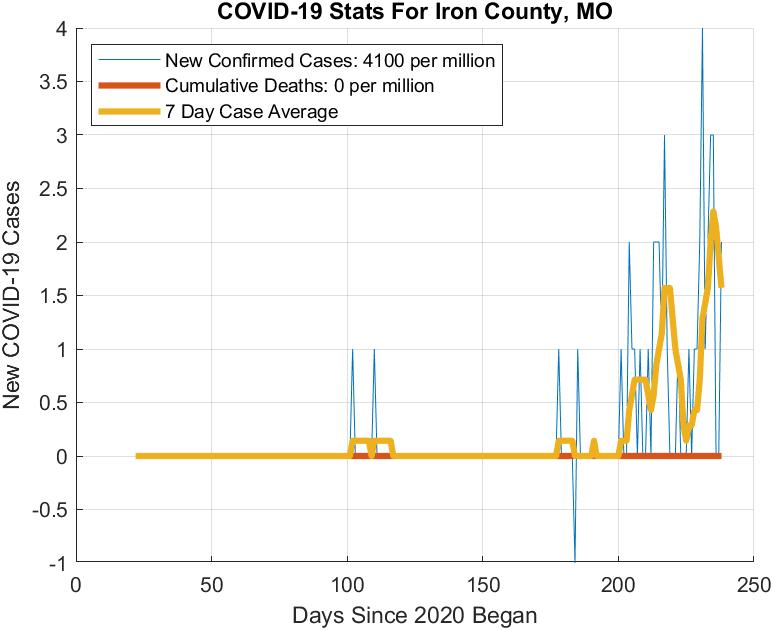 COVID-19 Stats For Iron County, MO
New Confirmed Cases: 4100 per million
Cumulative Deaths: 0 per million
7 Day Case Average
New COVID-19 Cases
4
3.5
3
2.5
2
1.5
1
0.5
0
-0.5
-1
0 50 100 150 200 250
Days Since 2020 Began